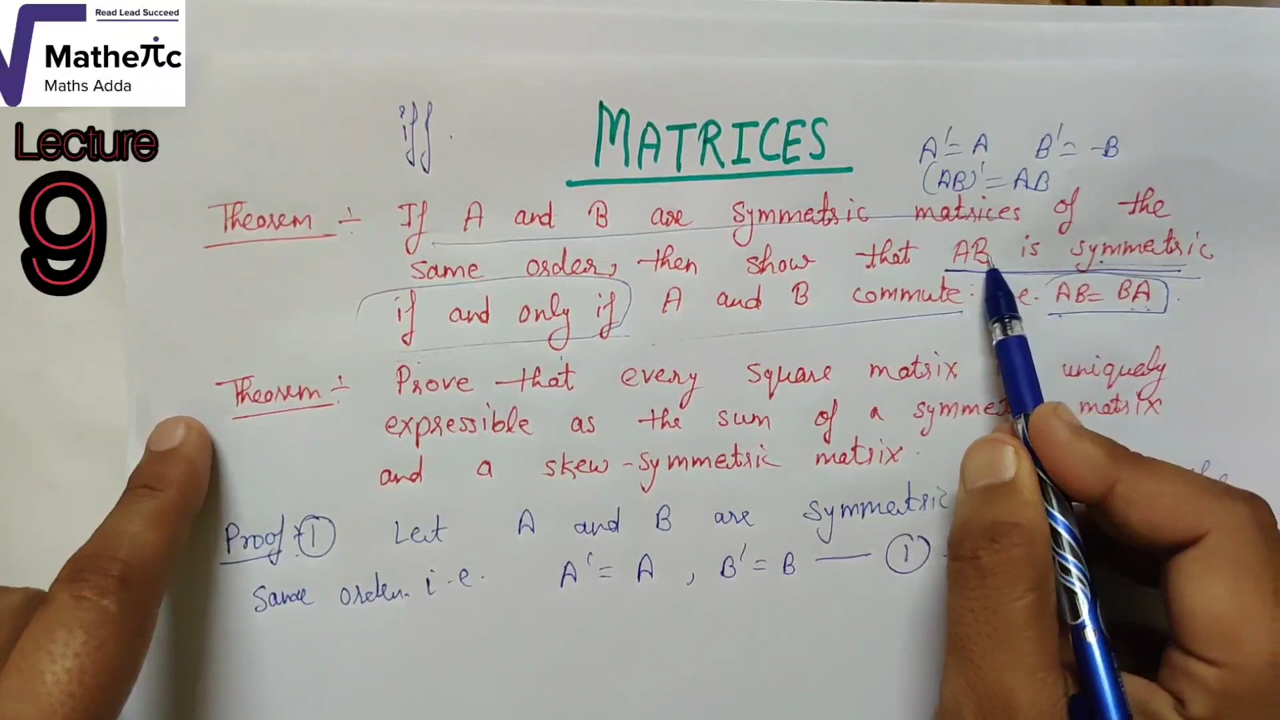 Read Lead Succeed
Matheπc
Maths Adda
Lecture
9
iff.
MATRICES
A' = A B' = -B
(AB)' = AB
Theorem :- If A and B are symmetric matrices of the
same order, then show that AB is symmetric
if and only if A and B commute. e. AB = BA.
Theorem :- Prove that every square matrix uniquely
expressible as the sum of a symmet matrix
and a skew-symmetric matrix.
Proof :- ① Let A and B are symmetric the
Same order i-e. A' = A , B' = B — ①.